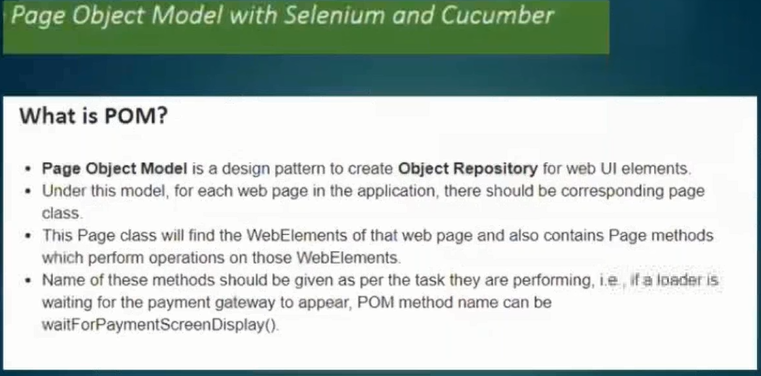 Page Object Model with Selenium and Cucumber
What is POM?
• Page Object Model is a design pattern to create Object Repository for web UI elements.
• Under this model, for each web page in the application, there should be corresponding page
class.
• This Page class will find the WebElements of that web page and also contains Page methods
which perform operations on those WebElements.
• Name of these methods should be given as per the task they are performing, i.e., if a loader is
waiting for the payment gateway to appear, POM method name can be
waitForPaymentScreenDisplay().